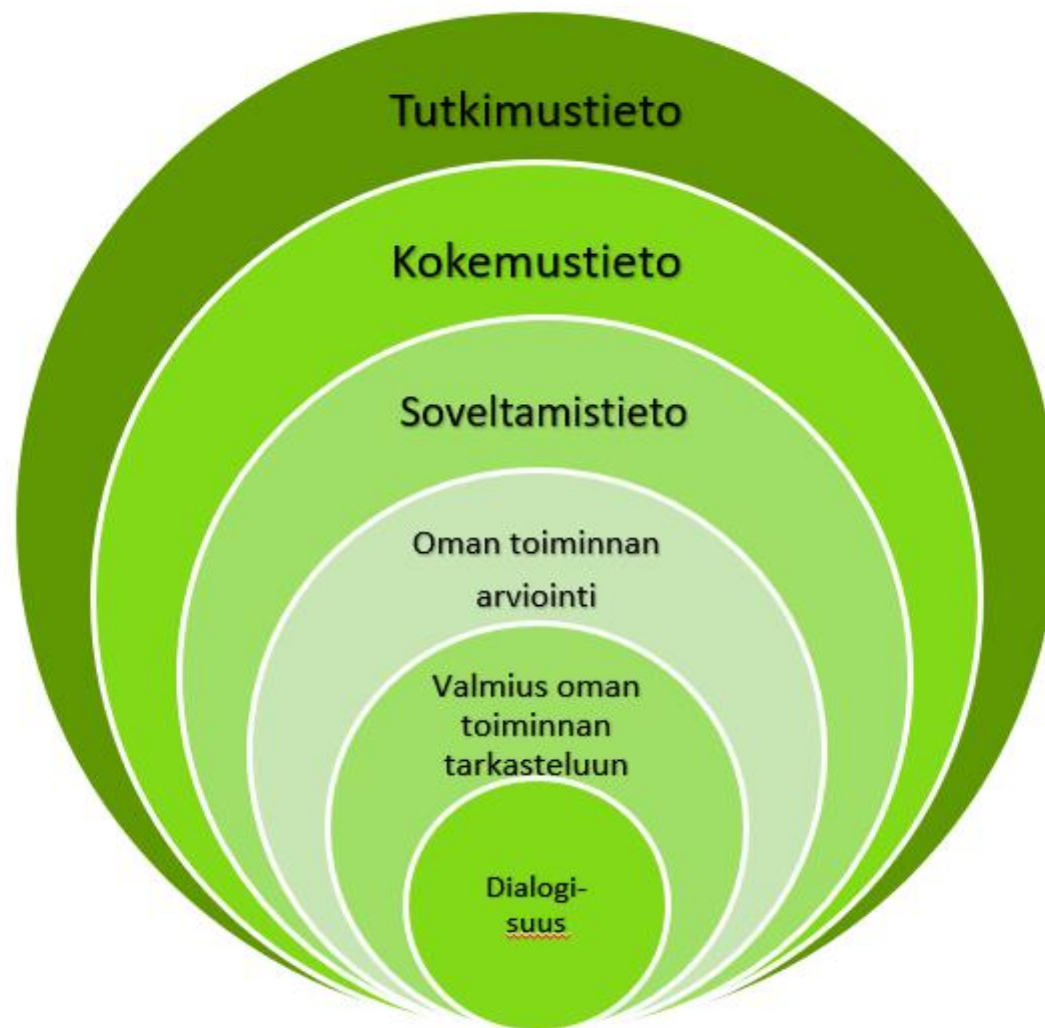 Tutkimustieto
Kokemustieto
Soveltamistieto
Oman toiminnan
arviointi
Valmius oman
toiminnan
tarkasteluun
Dialogi-
suus